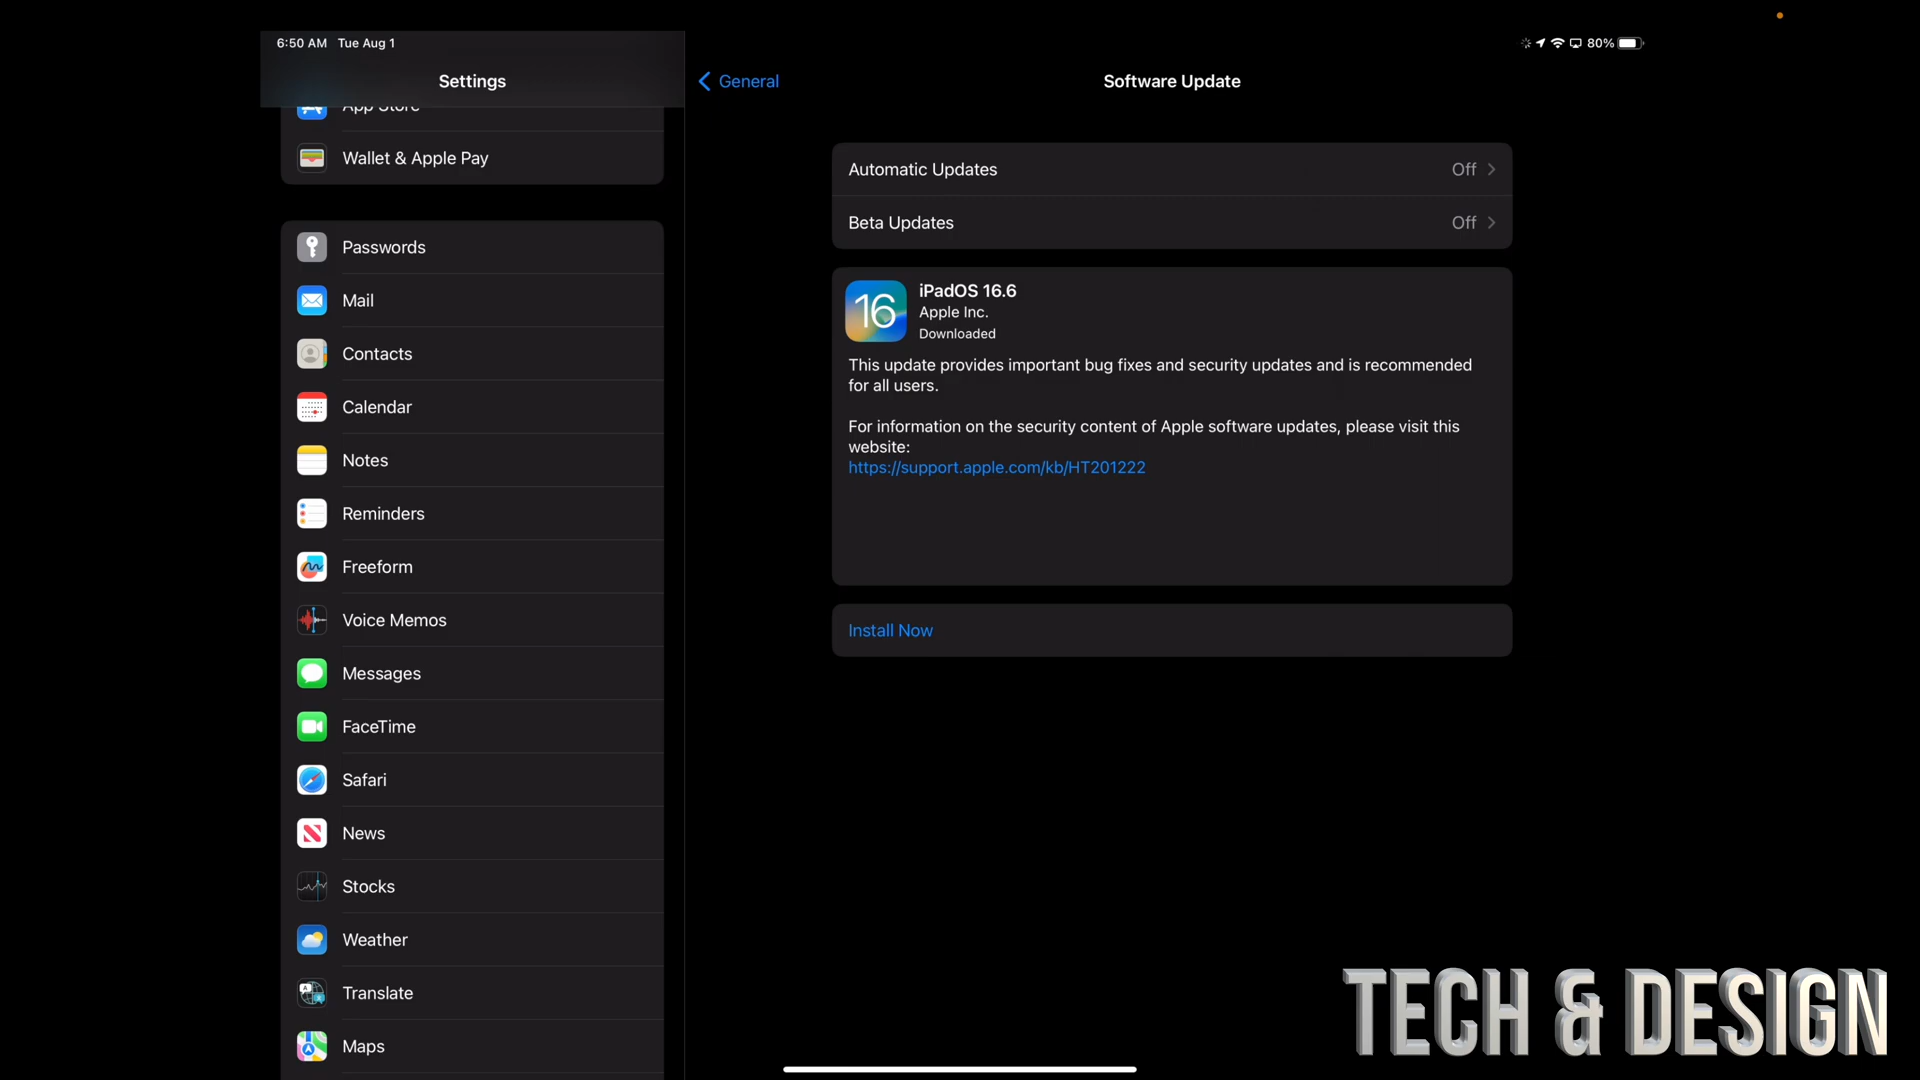 6:50 AM Tue Aug 1
80%
Settings
General
Software Update
App Store
Wallet & Apple Pay
Passwords
Mail
Contacts
Calendar
Notes
Reminders
Freeform
Voice Memos
Messages
FaceTime
Safari
News
Stocks
Weather
Translate
Maps
Automatic Updates Off
Beta Updates Off
16
iPadOS 16.6
Apple Inc.
Downloaded
This update provides important bug fixes and security updates and is recommended
for all users.
For information on the security content of Apple software updates, please visit this
website:
https://support.apple.com/kb/HT201222
Install Now
TECH & DESIGN